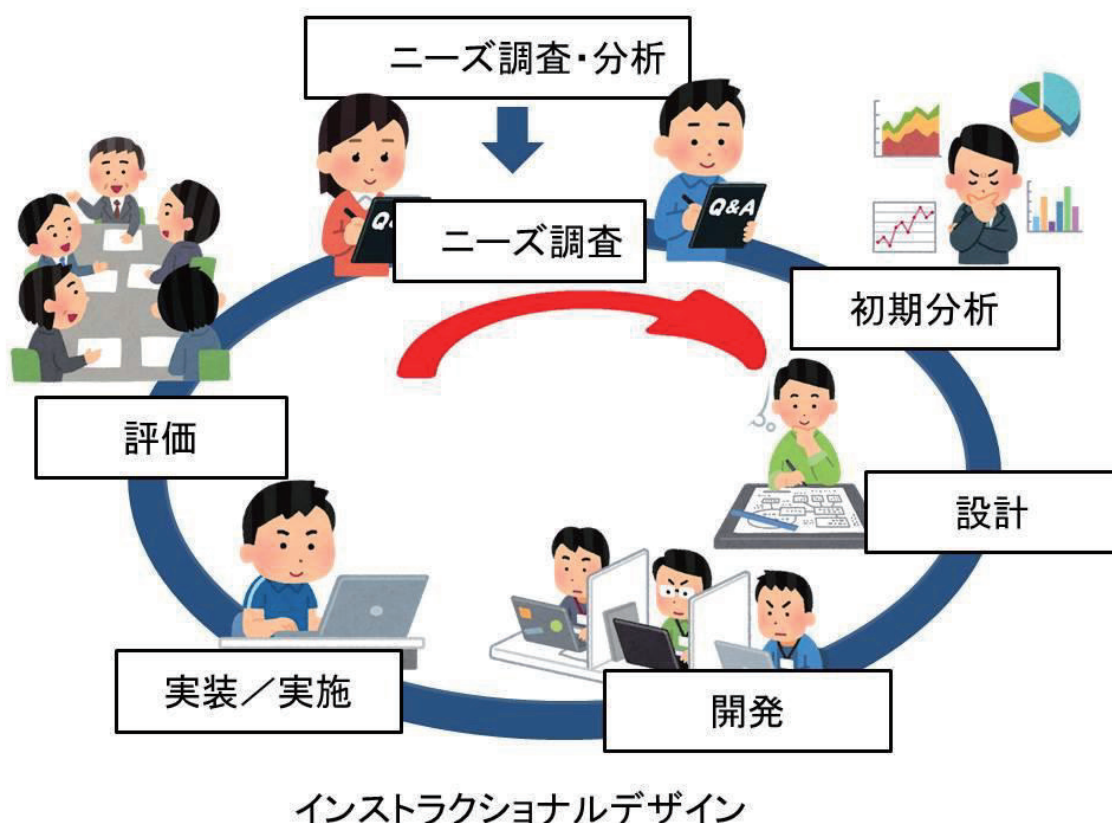 ニーズ調査・分析
Q&A
ニーズ調査
初期分析
評価
設計
実装／実施
開発
インストラクショナルデザイン